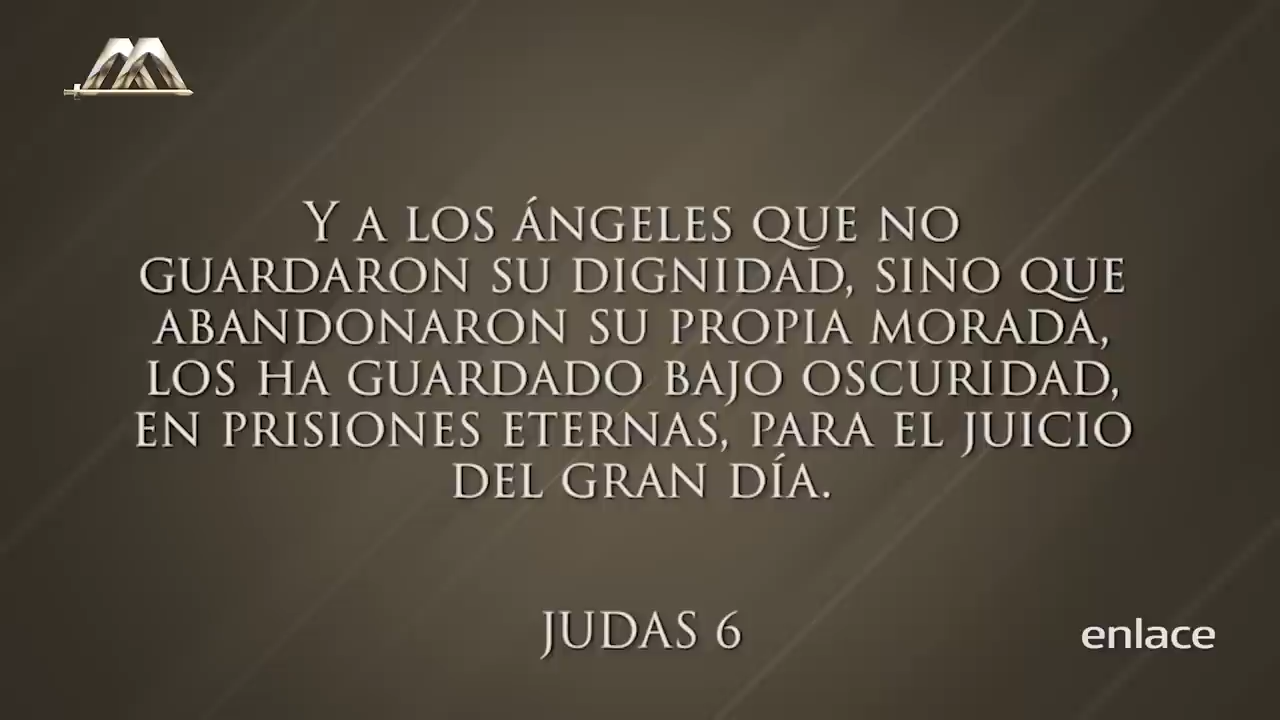 Y A LOS ÁNGELES QUE NO
GUARDARON SU DIGNIDAD, SINO QUE
ABANDONARON SU PROPIA MORADA,
LOS HA GUARDADO BAJO OSCURIDAD,
EN PRISIONES ETERNAS, PARA EL JUICIO
DEL GRAN DÍA.
JUDAS 6
enlace